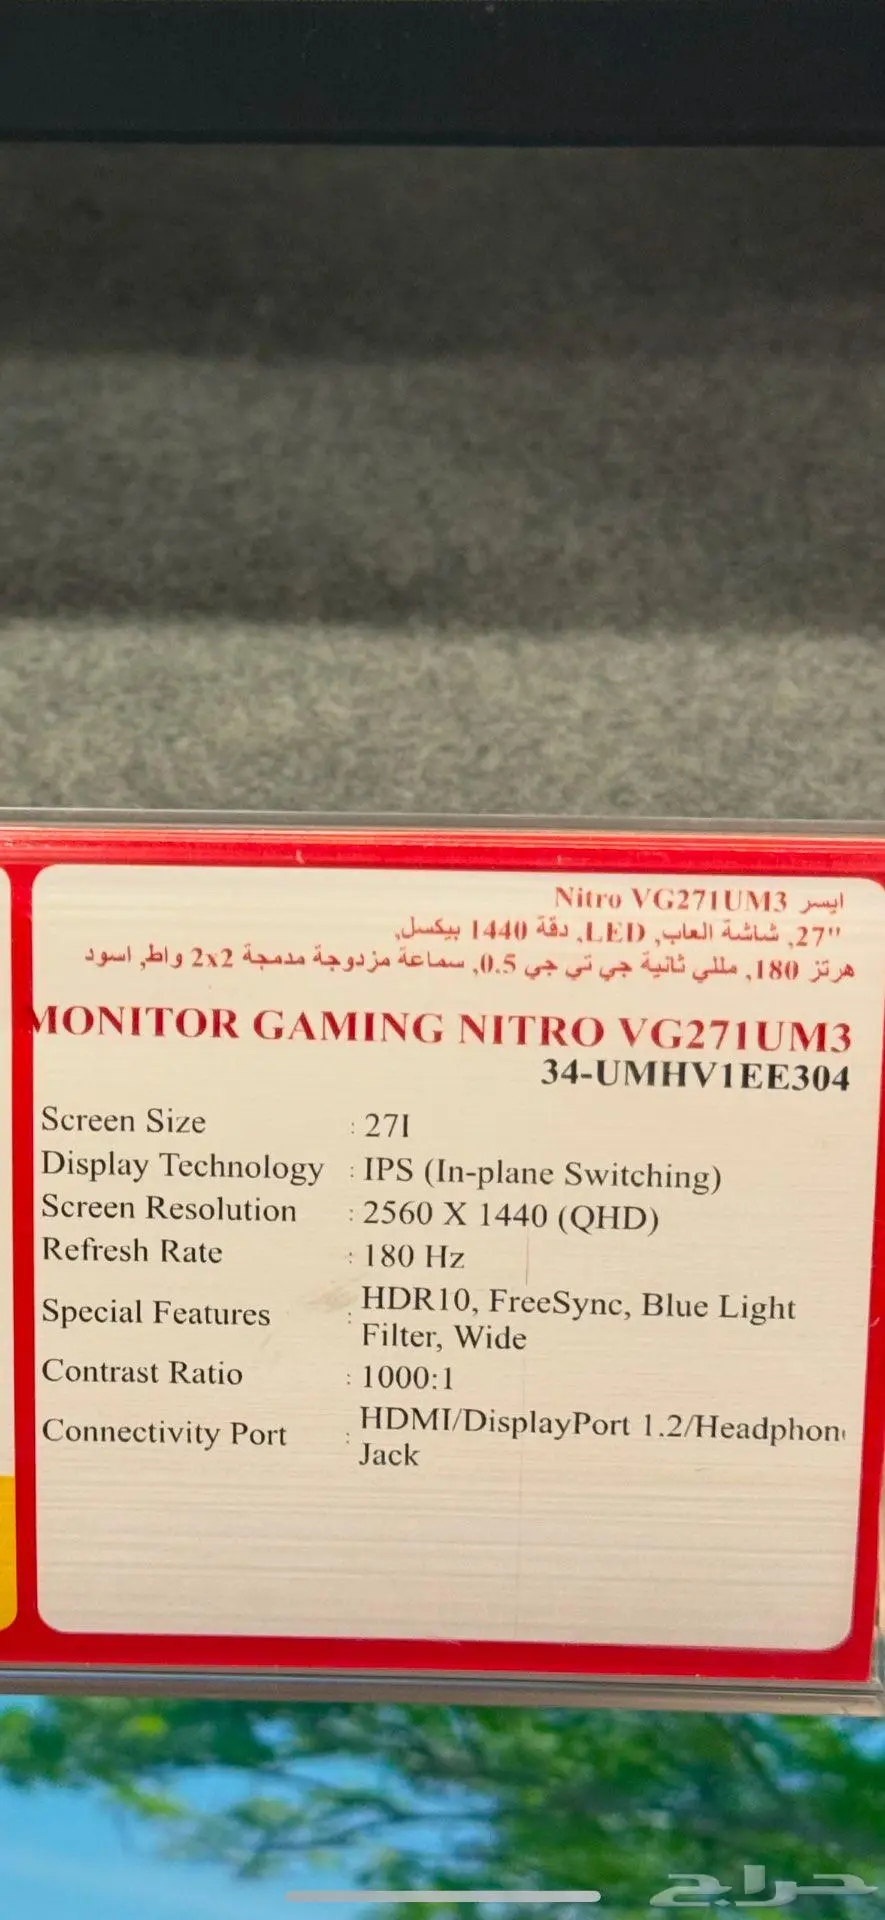 ايسر Nitro VG271UM3
27", شاشة العاب, LED, دقة 1440 بيكسل,
هرتز 180, مللي ثانية جي تي جي 0.5, سماعة مزدوجة مدمجة 2x2 واط, اسود
MONITOR GAMING NITRO VG271UM3
34-UMHV1EE304
Screen Size : 27I
Display Technology : IPS (In-plane Switching)
Screen Resolution : 2560 X 1440 (QHD)
Refresh Rate : 180 Hz
Special Features : HDR10, FreeSync, Blue Light
Filter, Wide
Contrast Ratio : 1000:1
Connectivity Port : HDMI/DisplayPort 1.2/Headphon
Jack
حراج